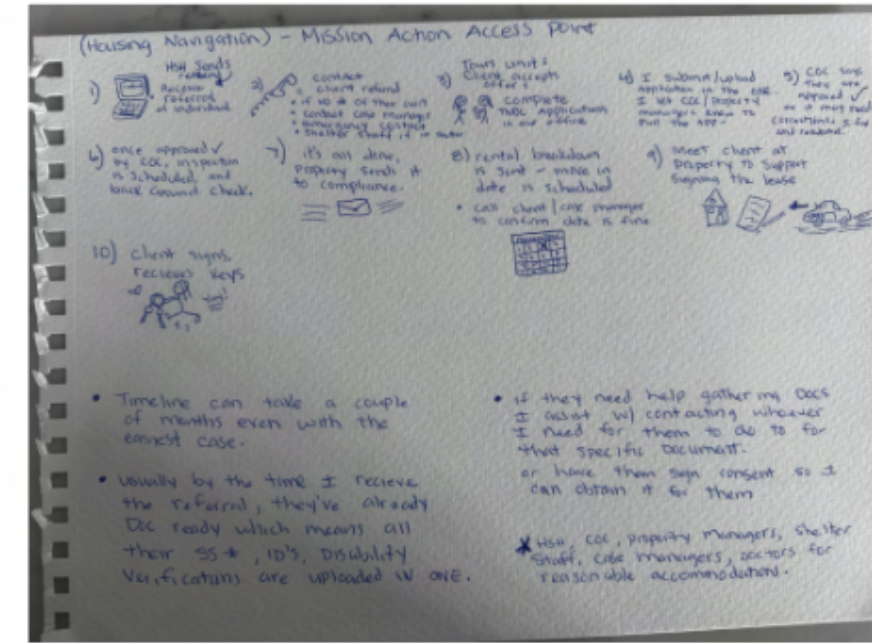 (Housing Navigation) - Mission Action Access Point
1) HSH Sends
Receive
referral
of individual
2) contact
client
• if no # of their own
• contact case manager
• emergency contact
• shelter staff if in
3) Tours unit &
Client accepts
offer &
complete
application
in our office
4) I submit/upload
application in the ONE
I let COC/property
managers know to
the app.
5) COC says
they are
approved ✓
or it may need
corrections I fix
and
6) once approved ✓
by COC, inspection
is scheduled, and
back ground check.
7) it's all done,
property sends it
to compliance.
8) rental breakdown
is sent - move in
date is scheduled
• call client/case manager
to confirm date is fine
9) meet client at
property to support
signing the lease
10) client signs,
recieves keys
• Timeline can take a couple
of months even with the
easiest case.
• usually by the time I recieve
the referral, they've already
Doc ready which means all
their SS #, ID's, Disability
Verifications are uploaded in ONE.
• if they need help gathering Docs
I assist w/ contacting whoever
I need for them to do to for
that specific Document.
or have them sign consent so I
can obtain it for them
* HSH, COC, property managers, Shelter
Staff, case managers, doctors for
reasonable accommodations.